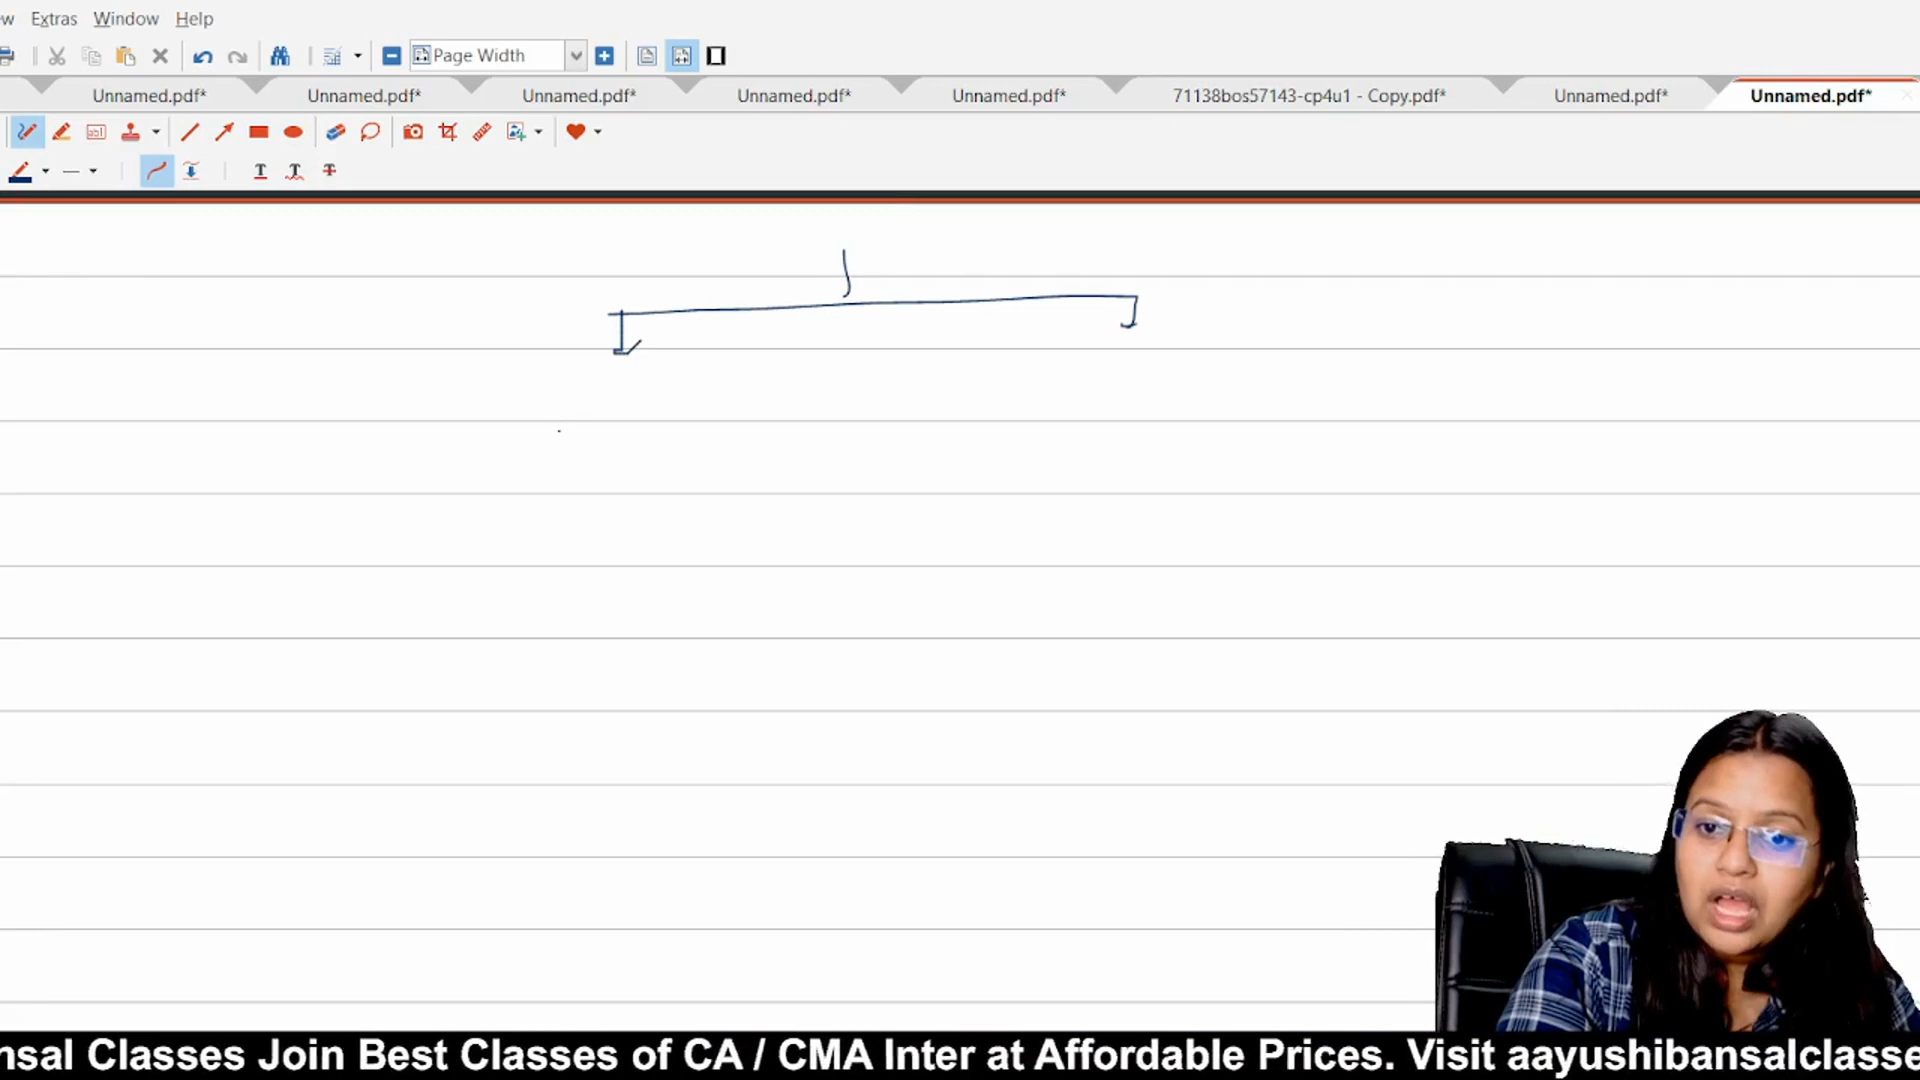 Extras Window Help
Page Width
Unnamed.pdf* Unnamed.pdf* Unnamed.pdf* Unnamed.pdf* Unnamed.pdf* 71138bos57143-cp4u1 - Copy.pdf* Unnamed.pdf* Unnamed.pdf*
T T T
nsal Classes Join Best Classes of CA / CMA Inter at Affordable Prices. Visit aayushibansalclasse